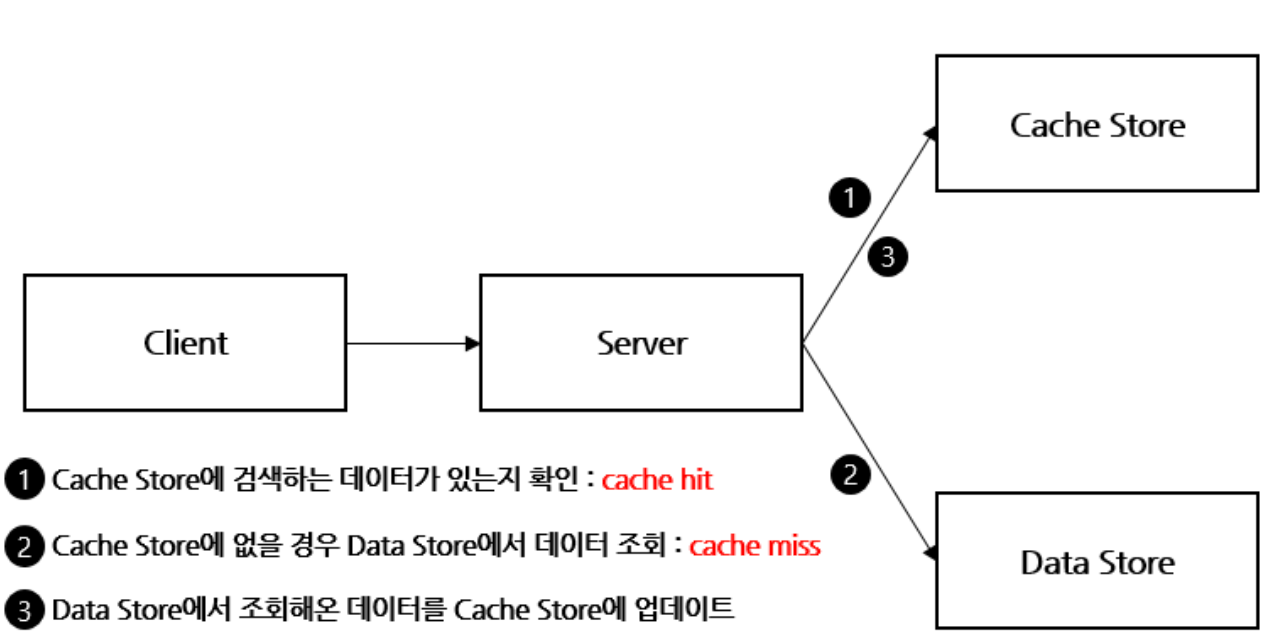 Cache Store
1
3
Client
Server
2
Data Store
1 Cache Store에 검색하는 데이터가 있는지 확인 : cache hit
2 Cache Store에 없을 경우 Data Store에서 데이터 조회 : cache miss
3 Data Store에서 조회해온 데이터를 Cache Store에 업데이트